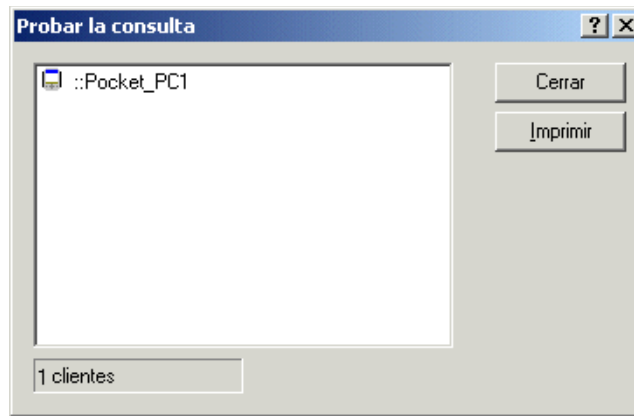 Probar la consulta
::Pocket_PC1
Cerrar
Imprimir
1 clientes